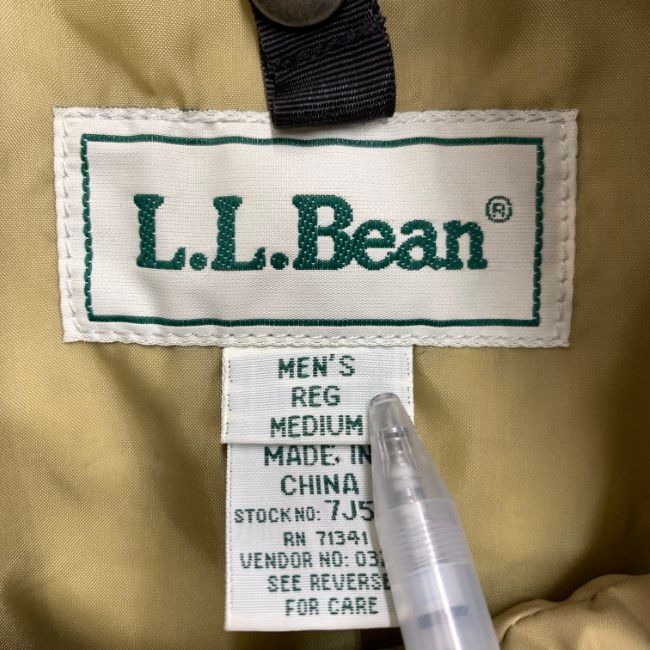 L.L.Bean®
MEN'S
REG
MEDIUM
MADE IN
CHINA
STOCK NO: 7J5
RN 71341
VENDOR NO: 03
SEE REVERSE
FOR CARE